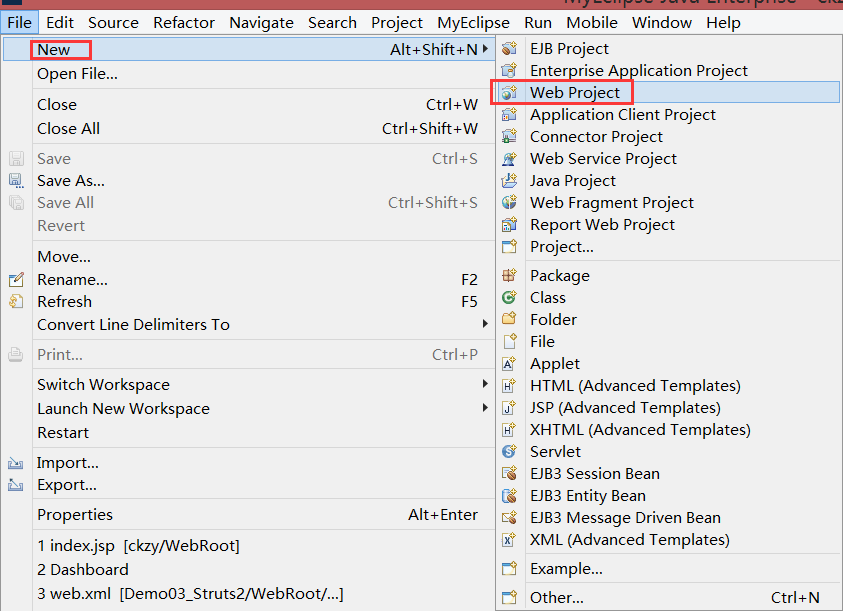 File Edit Source Refactor Navigate Search Project MyEclipse Run Mobile Window Help
New Alt+Shift+N
Open File...
Close Ctrl+W
Close All Ctrl+Shift+W
Save Ctrl+S
Save As...
Save All Ctrl+Shift+S
Revert
Move...
Rename... F2
Refresh F5
Convert Line Delimiters To
Print... Ctrl+P
Switch Workspace
Launch New Workspace
Restart
Import...
Export...
Properties Alt+Enter
1 index.jsp [ckzy/WebRoot]
2 Dashboard
3 web.xml [Demo03_Struts2/WebRoot/...]
EJB Project
Enterprise Application Project
Web Project
Application Client Project
Connector Project
Web Service Project
Java Project
Web Fragment Project
Report Web Project
Project...
Package
Class
Folder
File
Applet
HTML (Advanced Templates)
JSP (Advanced Templates)
XHTML (Advanced Templates)
Servlet
EJB3 Session Bean
EJB3 Entity Bean
EJB3 Message Driven Bean
XML (Advanced Templates)
Example...
Other... Ctrl+N